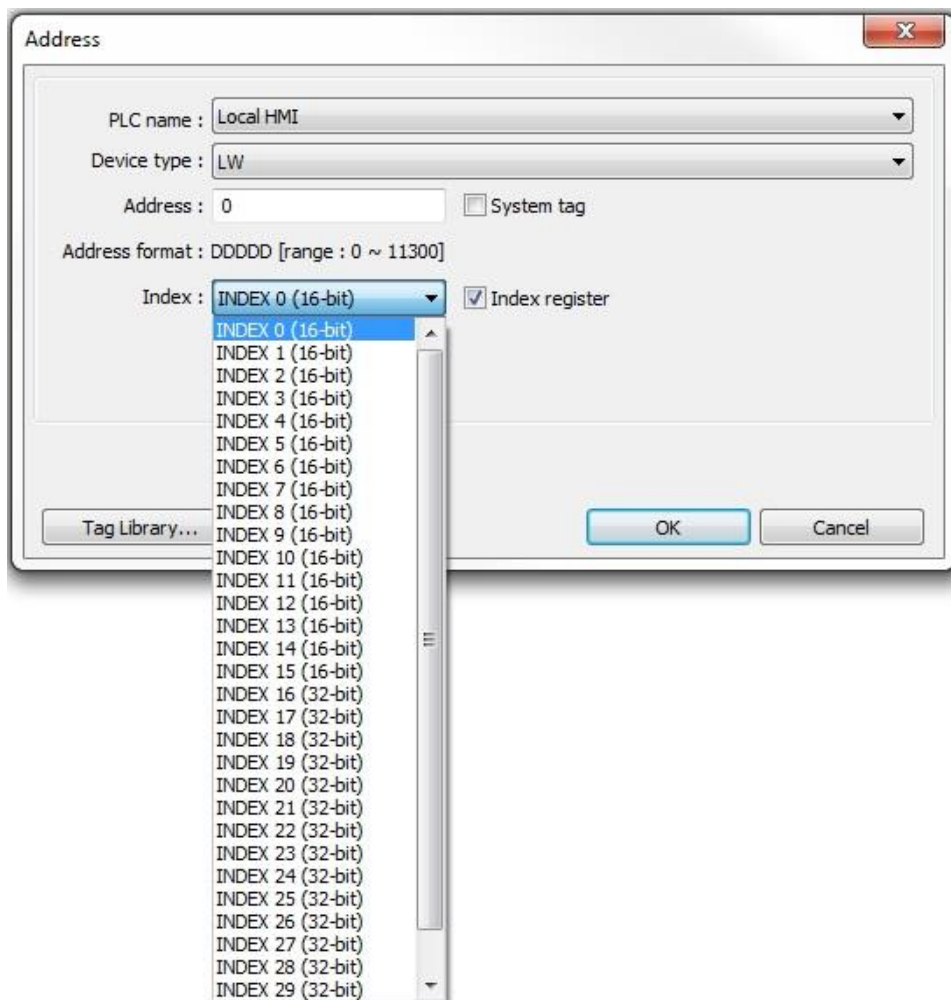 Address
PLC name : Local HMI
Device type : LW
Address : 0 System tag
Address format : DDDDD [range : 0 ~ 11300]
Index : INDEX 0 (16-bit) Index register
INDEX 0 (16-bit)
INDEX 1 (16-bit)
INDEX 2 (16-bit)
INDEX 3 (16-bit)
INDEX 4 (16-bit)
INDEX 5 (16-bit)
INDEX 6 (16-bit)
INDEX 7 (16-bit)
INDEX 8 (16-bit)
INDEX 9 (16-bit)
INDEX 10 (16-bit)
INDEX 11 (16-bit)
INDEX 12 (16-bit)
INDEX 13 (16-bit)
INDEX 14 (16-bit)
INDEX 15 (16-bit)
INDEX 16 (32-bit)
INDEX 17 (32-bit)
INDEX 18 (32-bit)
INDEX 19 (32-bit)
INDEX 20 (32-bit)
INDEX 21 (32-bit)
INDEX 22 (32-bit)
INDEX 23 (32-bit)
INDEX 24 (32-bit)
INDEX 25 (32-bit)
INDEX 26 (32-bit)
INDEX 27 (32-bit)
INDEX 28 (32-bit)
INDEX 29 (32-bit)
Tag Library... OK Cancel